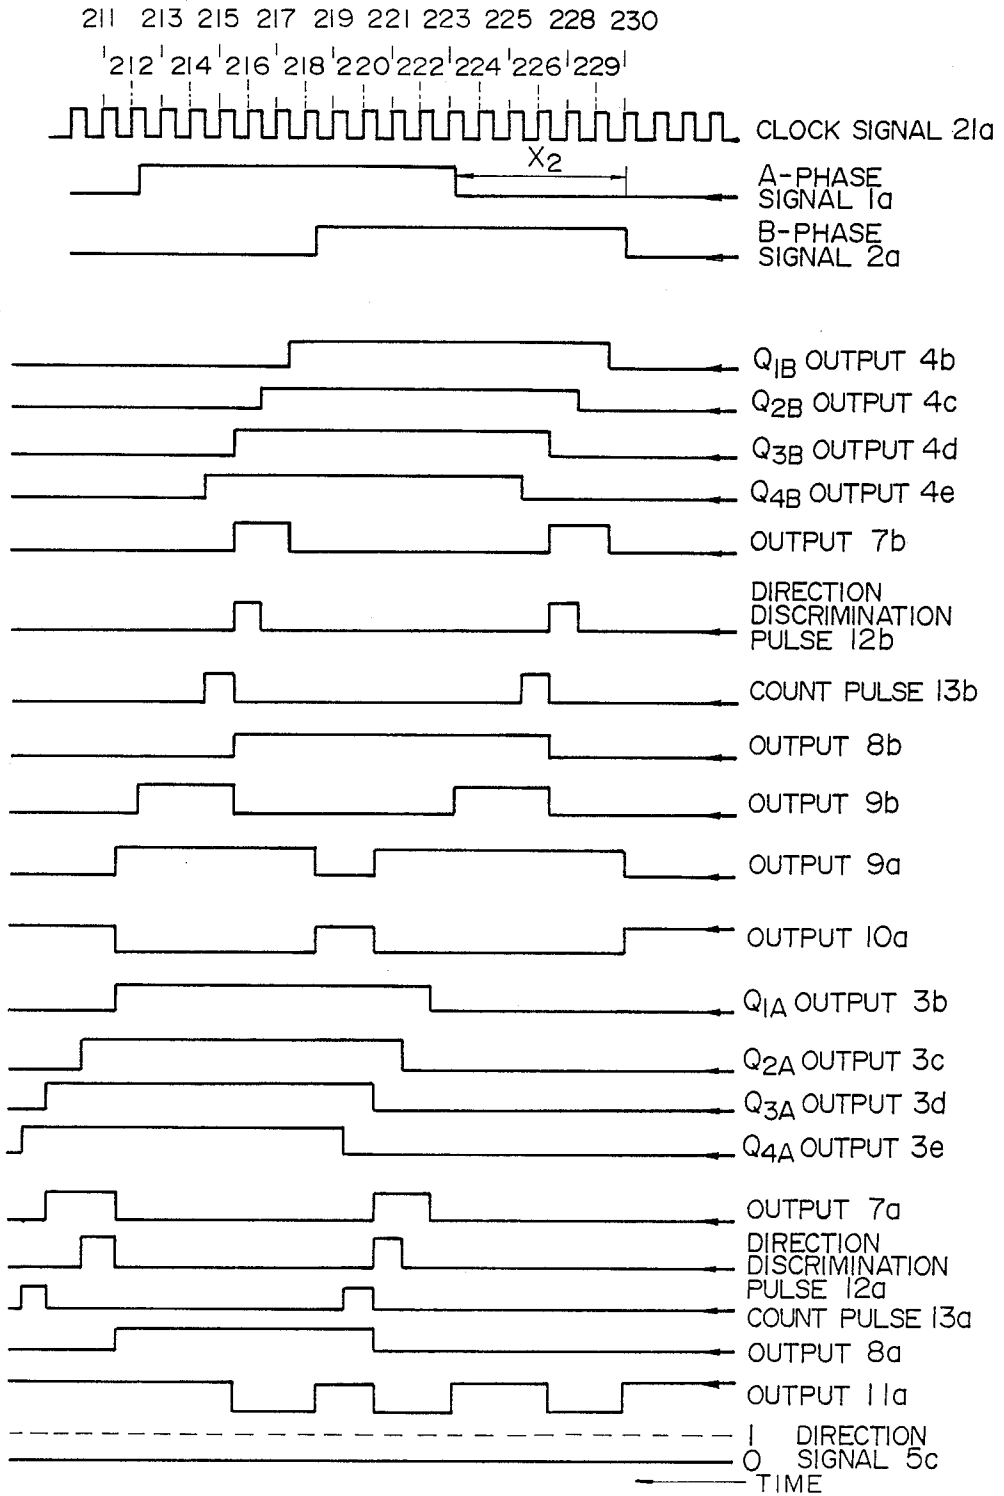 211 213 215 217 219 221 223 225 228 230
212 214 216 218 220 222 224 226 229
CLOCK SIGNAL 21a
X2
A-PHASE
SIGNAL 1a
B-PHASE
SIGNAL 2a
Q1B OUTPUT 4b
Q2B OUTPUT 4c
Q3B OUTPUT 4d
Q4B OUTPUT 4e
OUTPUT 7b
DIRECTION
DISCRIMINATION
PULSE 12b
COUNT PULSE 13b
OUTPUT 8b
OUTPUT 9b
OUTPUT 9a
OUTPUT 10a
Q1A OUTPUT 3b
Q2A OUTPUT 3c
Q3A OUTPUT 3d
Q4A OUTPUT 3e
OUTPUT 7a
DIRECTION
DISCRIMINATION
PULSE 12a
COUNT PULSE 13a
OUTPUT 8a
OUTPUT 11a
1 DIRECTION
0 SIGNAL 5c
TIME